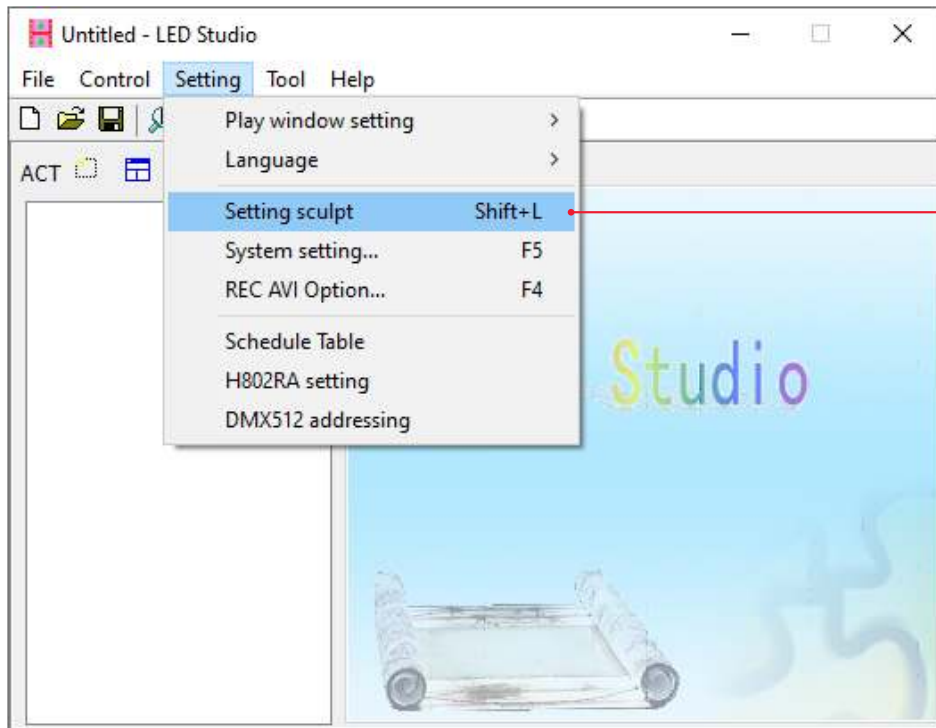 Untitled - LED Studio
File Control Setting Tool Help
Play window setting
ACT
Language
Setting sculpt Shift+L
System setting... F5
REC AVI Option... F4
Schedule Table
H802RA setting
DMX512 addressing
Studio